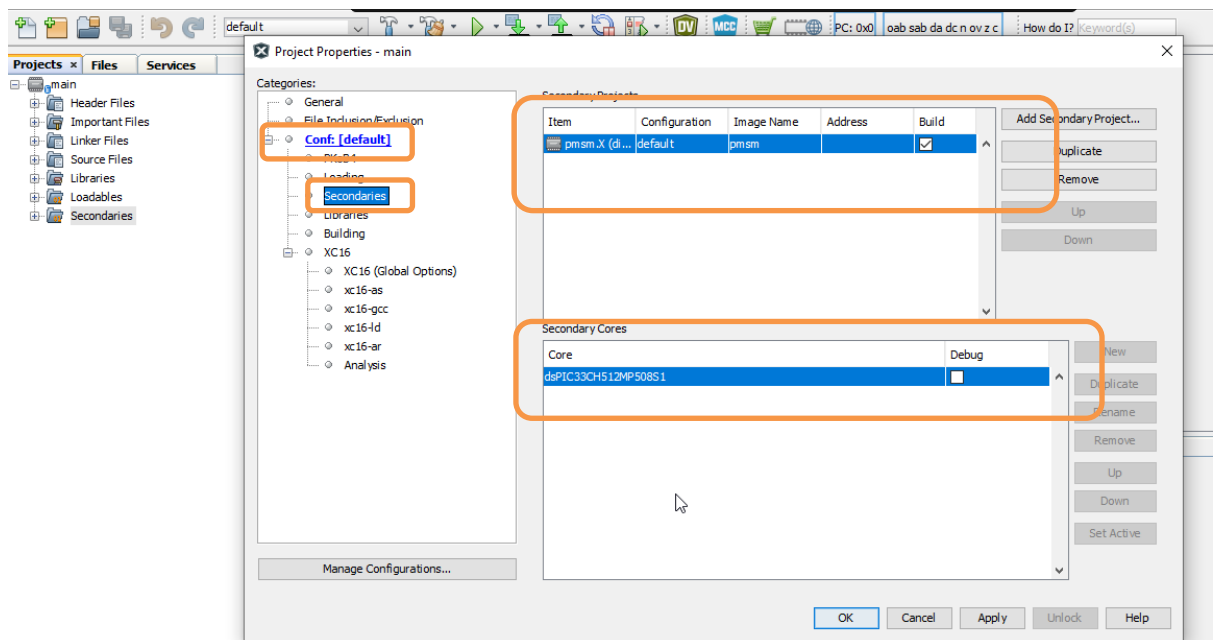 default
DV
MCC
PC: 0x0
oab sab da dc n ov z c
How do I?
Keyword(s)
Projects ×
Files
Services
main
Header Files
Important Files
Linker Files
Source Files
Libraries
Loadables
Secondaries
Project Properties - main
Categories:
General
File Inclusion/Exclusion
Conf: [default]
Loading
Secondaries
Libraries
Building
XC16
XC16 (Global Options)
xc16-as
xc16-gcc
xc16-ld
xc16-ar
Analysis
Manage Configurations...
Secondary Projects
Item Configuration Image Name Address Build
pmsm.X (di... default pmsm
Add Secondary Project...
Duplicate
Remove
Up
Down
Secondary Cores
Core Debug
dsPIC33CH512MP508S1
New
Duplicate
Rename
Remove
Up
Down
Set Active
OK Cancel Apply Unlock Help